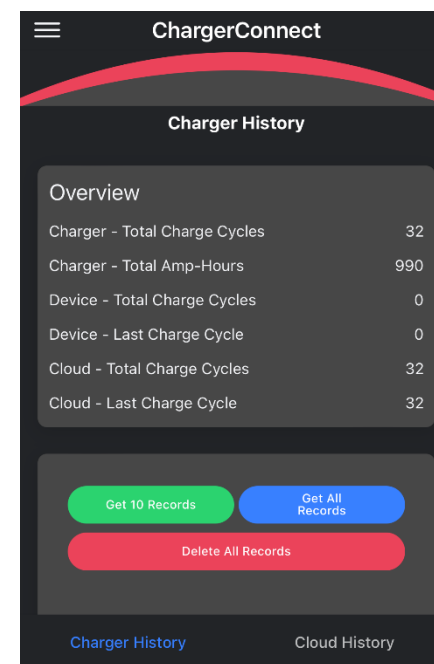 ChargerConnect
Charger History
Overview
Charger - Total Charge Cycles 32
Charger - Total Amp-Hours 990
Device - Total Charge Cycles 0
Device - Last Charge Cycle 0
Cloud - Total Charge Cycles 32
Cloud - Last Charge Cycle 32
Get 10 Records
Get All
Records
Delete All Records
Charger History Cloud History